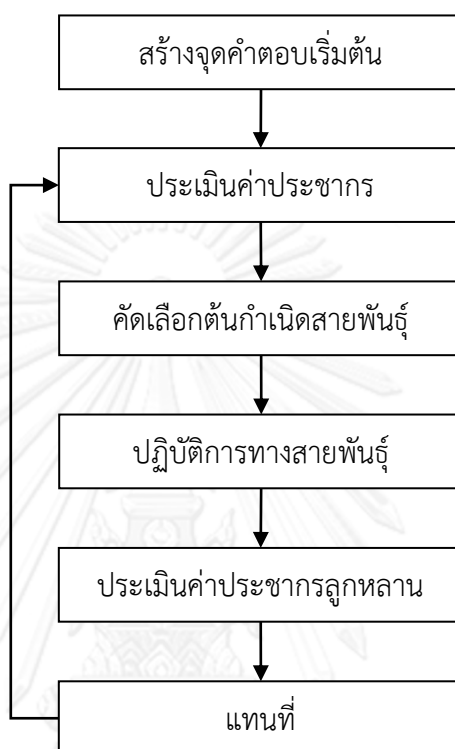 สร้างจุดคำตอบเริ่มต้น
ประเมินค่าประชากร
คัดเลือกต้นกำเนิดสายพันธุ์
ปฏิบัติการทางสายพันธุ์
ประเมินค่าประชากรลูกหลาน
แทนที่